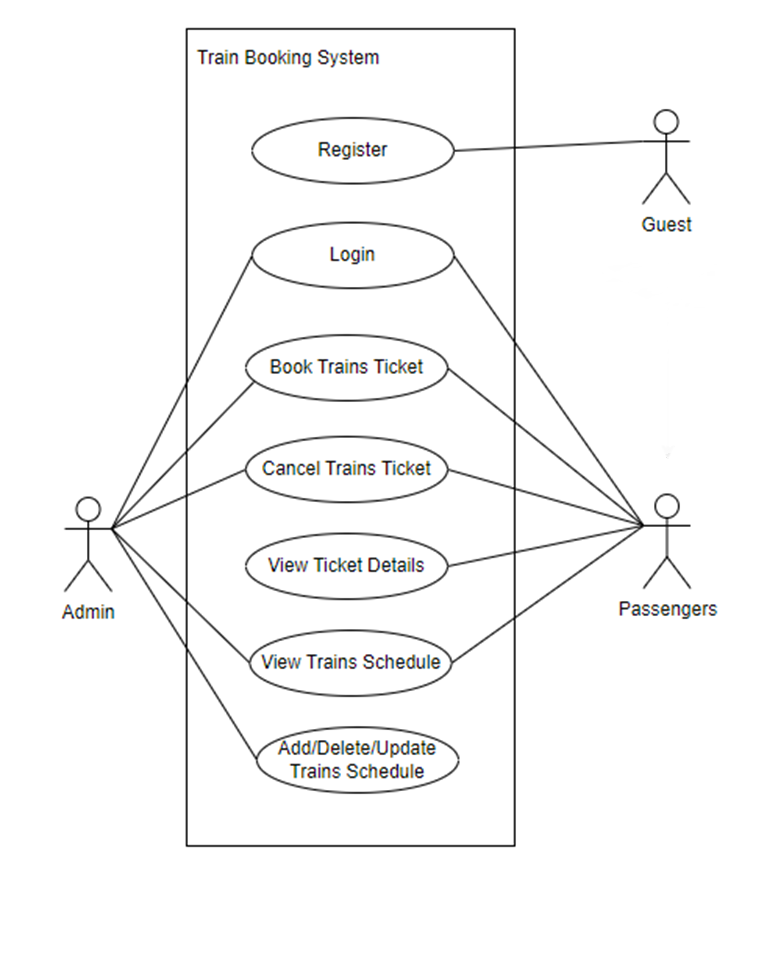 Train Booking System
Register
Guest
Login
Book Trains Ticket
Cancel Trains Ticket
View Ticket Details
Admin
Passengers
View Trains Schedule
Add/Delete/Update
Trains Schedule